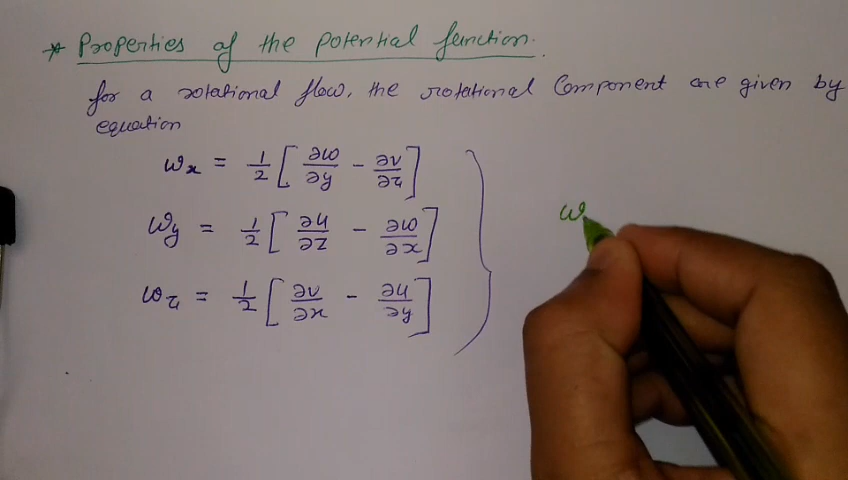 * Properties of the potential function.
for a rotational flow, the rotational Component are given by
equation
ωx = 1/2 [ ∂w/∂y - ∂v/∂z ]
ωy = 1/2 [ ∂u/∂z - ∂w/∂x ]
ωz = 1/2 [ ∂v/∂x - ∂u/∂y ]
ω